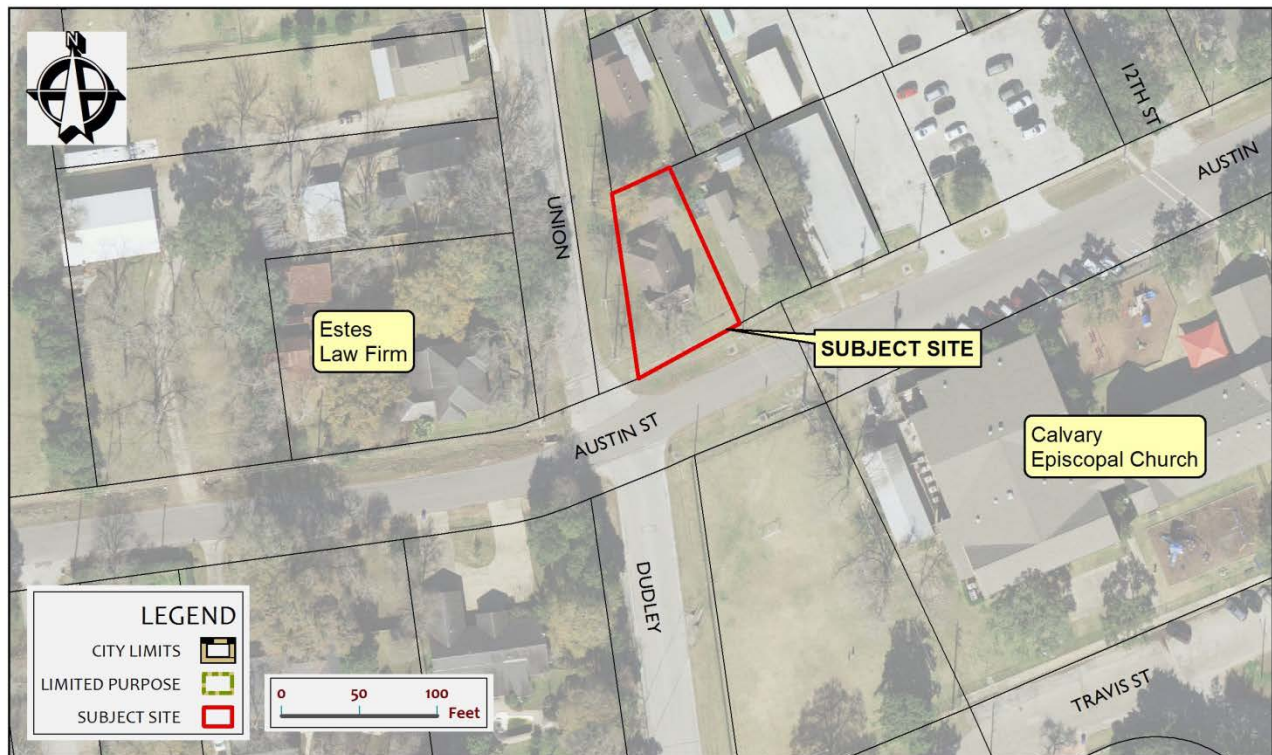 N
12TH ST
AUSTIN
UNION
Estes
Law Firm
SUBJECT SITE
Calvary
Episcopal Church
AUSTIN ST
DUDLEY
TRAVIS ST
LEGEND
CITY LIMITS
LIMITED PURPOSE
SUBJECT SITE
0 50 100
Feet